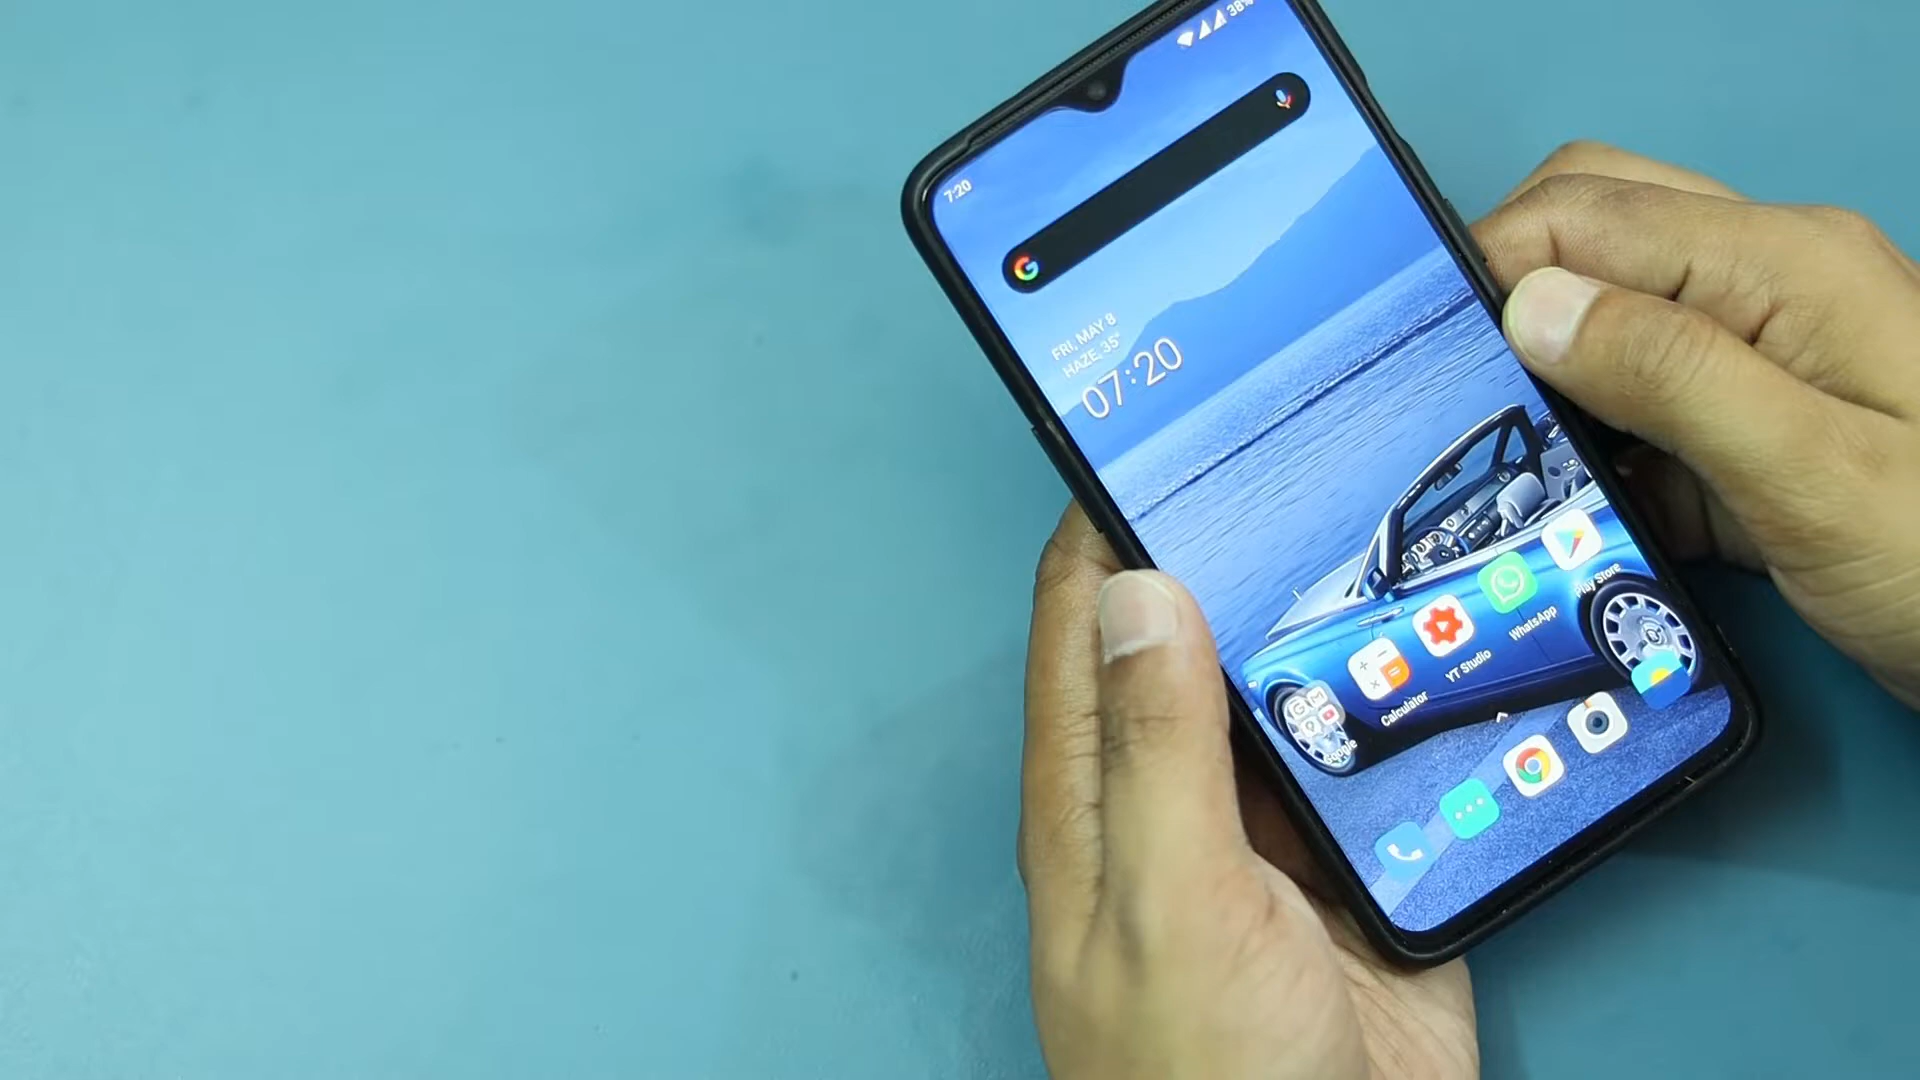 38%
7:20
FRI, MAY 8
HAZE, 35°
07:20
Play Store
WhatsApp
YT Studio
Calculator
Google